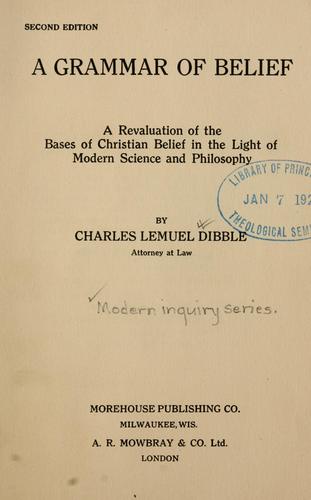 SECOND EDITION
A GRAMMAR OF BELIEF
A Revaluation of the
Bases of Christian Belief in the Light of
Modern Science and Philosophy
LIBRARY OF PRINC
JAN 7 192
THEOLOGICAL SEMI
BY
CHARLES LEMUEL DIBBLE
Attorney at Law
Modern inquiry series.
MOREHOUSE PUBLISHING CO.
MILWAUKEE, WIS.
A. R. MOWBRAY & CO. Ltd.
LONDON